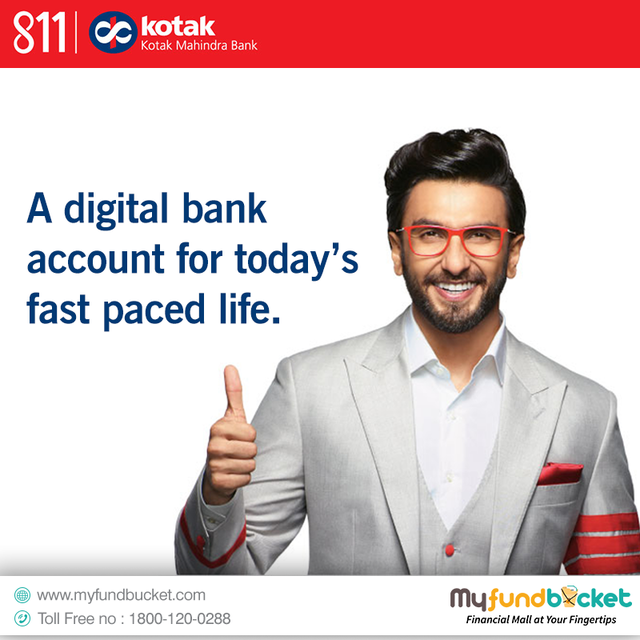 811 | kotak
Kotak Mahindra Bank
A digital bank
account for today's
fast paced life.
www.myfundbucket.com
Toll Free no : 1800-120-0288
Myfundbucket
Financial Mall at Your Fingertips